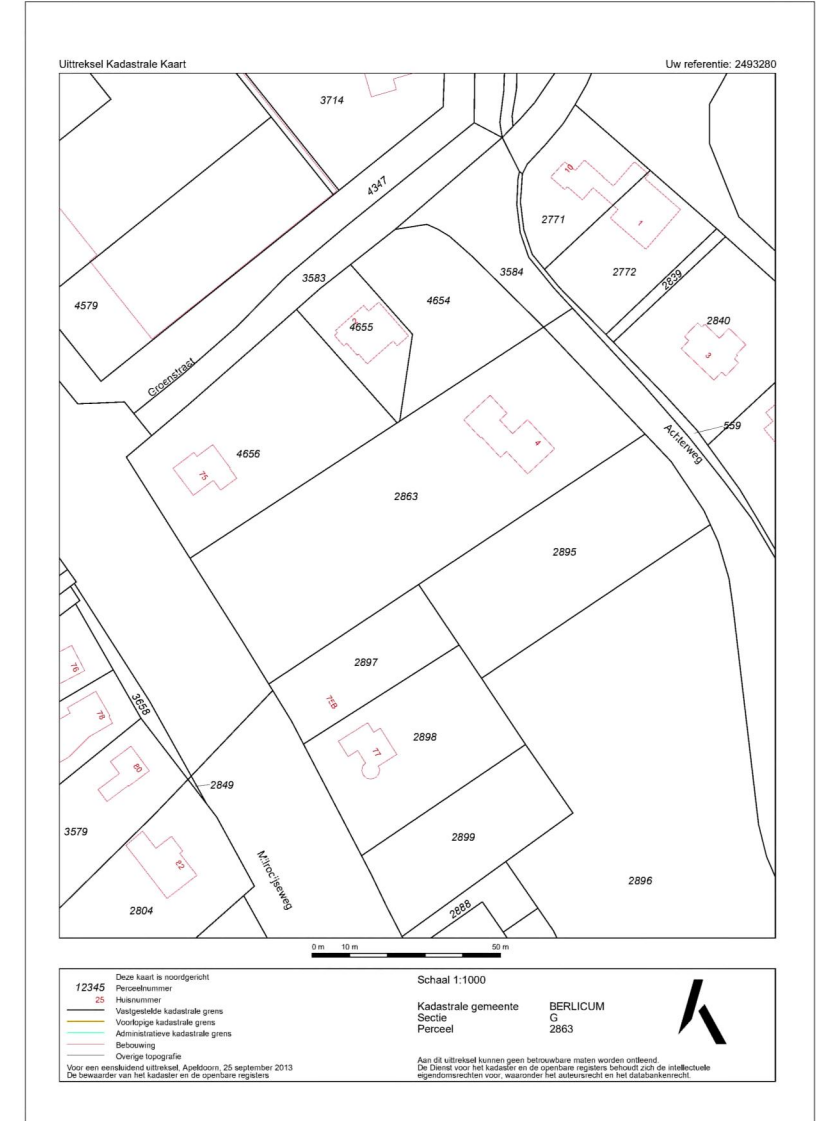 Uittreksel Kadastrale Kaart
Uw referentie: 2493280
3714
4347
10
2771
1
3583
3584
2772
2839
4579
4654
2
4655
2840
3
Groenstraat
559
Achterweg
4
4656
75
2863
2895
2897
76
75B
3658
78
2898
77
80
2849
3579
2899
82
2896
2804
2888
0 m 10 m 50 m
Deze kaart is noordgericht
12345 Perceelnummer
25 Huisnummer
Vastgestelde kadastrale grens
Voorlopige kadastrale grens
Administratieve kadastrale grens
Bebouwing
Overige topografie
Voor een eensluidend uittreksel, Apeldoorn, 25 september 2013
De bewaarder van het kadaster en de openbare registers
Schaal 1:1000
Kadastrale gemeente BERLICUM
Sectie G
Perceel 2863
Aan dit uittreksel kunnen geen betrouwbare maten worden ontleend.
De Dienst voor het kadaster en de openbare registers behoudt zich de intellectuele
eigendomsrechten voor, waaronder het auteursrecht en het databankenrecht.